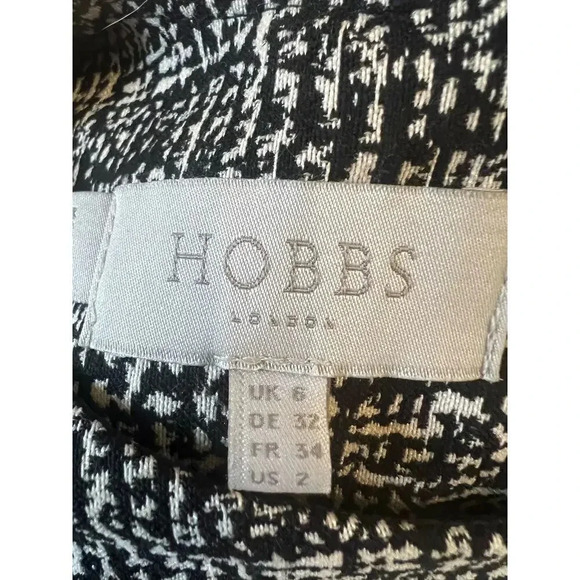 HOBBS
LONDON
UK 6
DE 32
FR 34
US 2